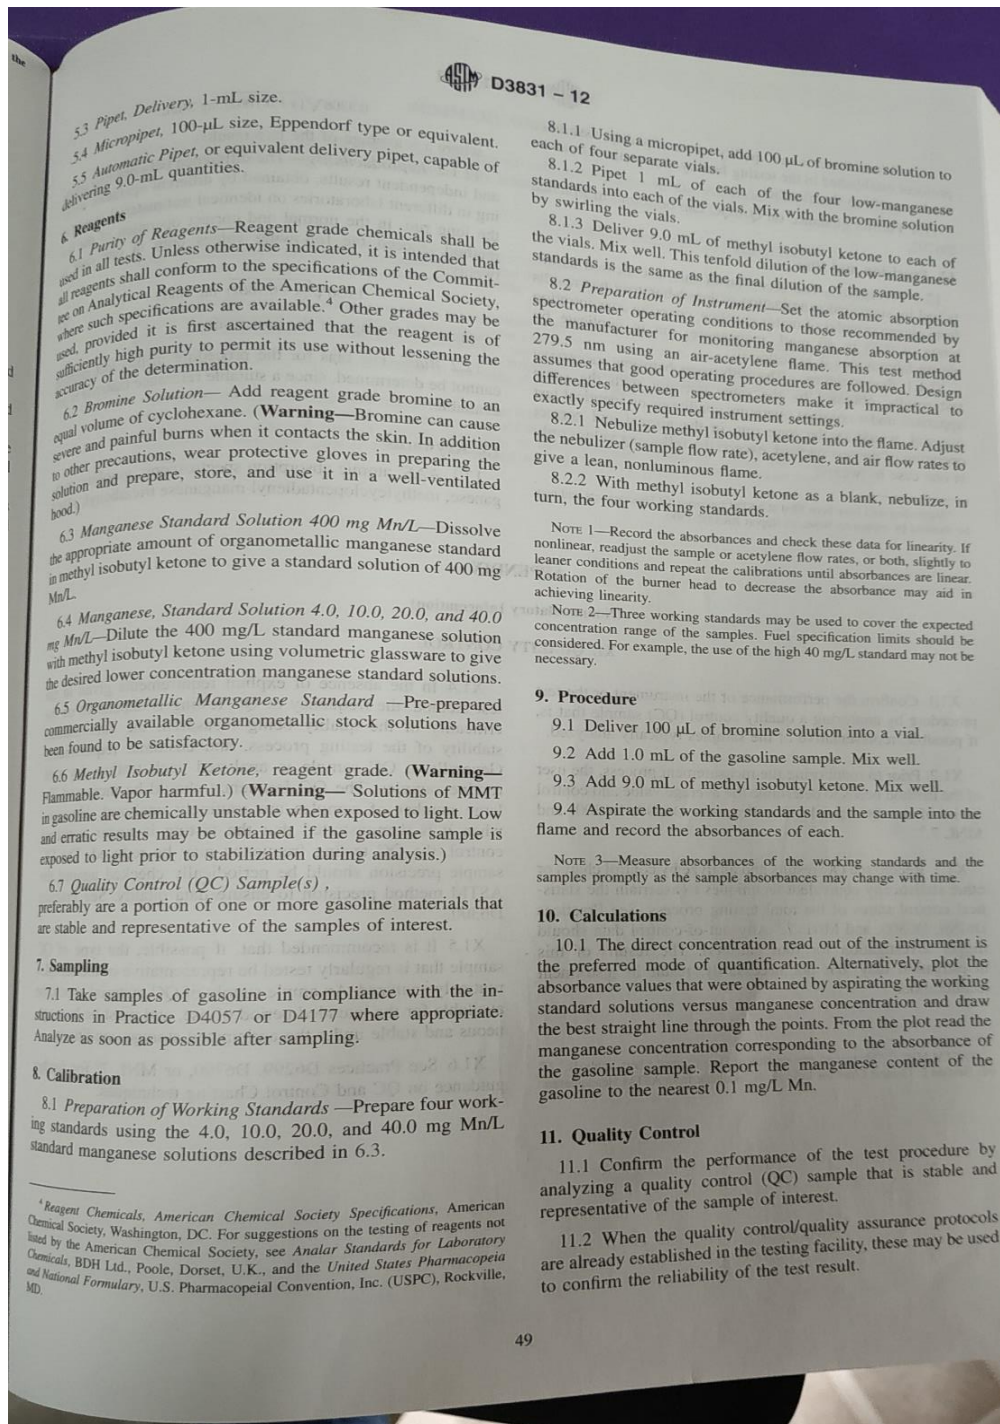 the
ASTM D3831 – 12
5.3 Pipet, Delivery, 1-mL size.
5.4 Micropipet, 100-μL size, Eppendorf type or equivalent.
5.5 Automatic Pipet, or equivalent delivery pipet, capable of
delivering 9.0-mL quantities.
6. Reagents
6.1 Purity of Reagents—Reagent grade chemicals shall be
used in all tests. Unless otherwise indicated, it is intended that
all reagents shall conform to the specifications of the Commit-
tee on Analytical Reagents of the American Chemical Society,
where such specifications are available.⁴ Other grades may be
used, provided it is first ascertained that the reagent is of
sufficiently high purity to permit its use without lessening the
accuracy of the determination.
6.2 Bromine Solution— Add reagent grade bromine to an
equal volume of cyclohexane. (Warning—Bromine can cause
severe and painful burns when it contacts the skin. In addition
to other precautions, wear protective gloves in preparing the
solution and prepare, store, and use it in a well-ventilated
hood.)
6.3 Manganese Standard Solution 400 mg Mn/L—Dissolve
the appropriate amount of organometallic manganese standard
in methyl isobutyl ketone to give a standard solution of 400 mg
Mn/L.
6.4 Manganese, Standard Solution 4.0, 10.0, 20.0, and 40.0
mg Mn/L—Dilute the 400 mg/L standard manganese solution
with methyl isobutyl ketone using volumetric glassware to give
the desired lower concentration manganese standard solutions.
6.5 Organometallic Manganese Standard —Pre-prepared
commercially available organometallic stock solutions have
been found to be satisfactory.
6.6 Methyl Isobutyl Ketone, reagent grade. (Warning—
Flammable. Vapor harmful.) (Warning— Solutions of MMT
in gasoline are chemically unstable when exposed to light. Low
and erratic results may be obtained if the gasoline sample is
exposed to light prior to stabilization during analysis.)
6.7 Quality Control (QC) Sample(s) ,
preferably are a portion of one or more gasoline materials that
are stable and representative of the samples of interest.
7. Sampling
7.1 Take samples of gasoline in compliance with the in-
structions in Practice D4057 or D4177 where appropriate.
Analyze as soon as possible after sampling.
8. Calibration
8.1 Preparation of Working Standards —Prepare four work-
ing standards using the 4.0, 10.0, 20.0, and 40.0 mg Mn/L
standard manganese solutions described in 6.3.
⁴ Reagent Chemicals, American Chemical Society Specifications, American
Chemical Society, Washington, DC. For suggestions on the testing of reagents not
listed by the American Chemical Society, see Analar Standards for Laboratory
Chemicals, BDH Ltd., Poole, Dorset, U.K., and the United States Pharmacopeia
and National Formulary, U.S. Pharmacopeial Convention, Inc. (USPC), Rockville,
MD.
8.1.1 Using a micropipet, add 100 μL of bromine solution to
each of four separate vials.
8.1.2 Pipet 1 mL of each of the four low-manganese
standards into each of the vials. Mix with the bromine solution
by swirling the vials.
8.1.3 Deliver 9.0 mL of methyl isobutyl ketone to each of
the vials. Mix well. This tenfold dilution of the low-manganese
standards is the same as the final dilution of the sample.
8.2 Preparation of Instrument—Set the atomic absorption
spectrometer operating conditions to those recommended by
the manufacturer for monitoring manganese absorption at
279.5 nm using an air-acetylene flame. This test method
assumes that good operating procedures are followed. Design
differences between spectrometers make it impractical to
exactly specify required instrument settings.
8.2.1 Nebulize methyl isobutyl ketone into the flame. Adjust
the nebulizer (sample flow rate), acetylene, and air flow rates to
give a lean, nonluminous flame.
8.2.2 With methyl isobutyl ketone as a blank, nebulize, in
turn, the four working standards.
NOTE 1—Record the absorbances and check these data for linearity. If
nonlinear, readjust the sample or acetylene flow rates, or both, slightly to
leaner conditions and repeat the calibrations until absorbances are linear.
Rotation of the burner head to decrease the absorbance may aid in
achieving linearity.
NOTE 2—Three working standards may be used to cover the expected
concentration range of the samples. Fuel specification limits should be
considered. For example, the use of the high 40 mg/L standard may not be
necessary.
9. Procedure
9.1 Deliver 100 μL of bromine solution into a vial.
9.2 Add 1.0 mL of the gasoline sample. Mix well.
9.3 Add 9.0 mL of methyl isobutyl ketone. Mix well.
9.4 Aspirate the working standards and the sample into the
flame and record the absorbances of each.
NOTE 3—Measure absorbances of the working standards and the
samples promptly as the sample absorbances may change with time.
10. Calculations
10.1 The direct concentration read out of the instrument is
the preferred mode of quantification. Alternatively, plot the
absorbance values that were obtained by aspirating the working
standard solutions versus manganese concentration and draw
the best straight line through the points. From the plot read the
manganese concentration corresponding to the absorbance of
the gasoline sample. Report the manganese content of the
gasoline to the nearest 0.1 mg/L Mn.
11. Quality Control
11.1 Confirm the performance of the test procedure by
analyzing a quality control (QC) sample that is stable and
representative of the sample of interest.
11.2 When the quality control/quality assurance protocols
are already established in the testing facility, these may be used
to confirm the reliability of the test result.
49